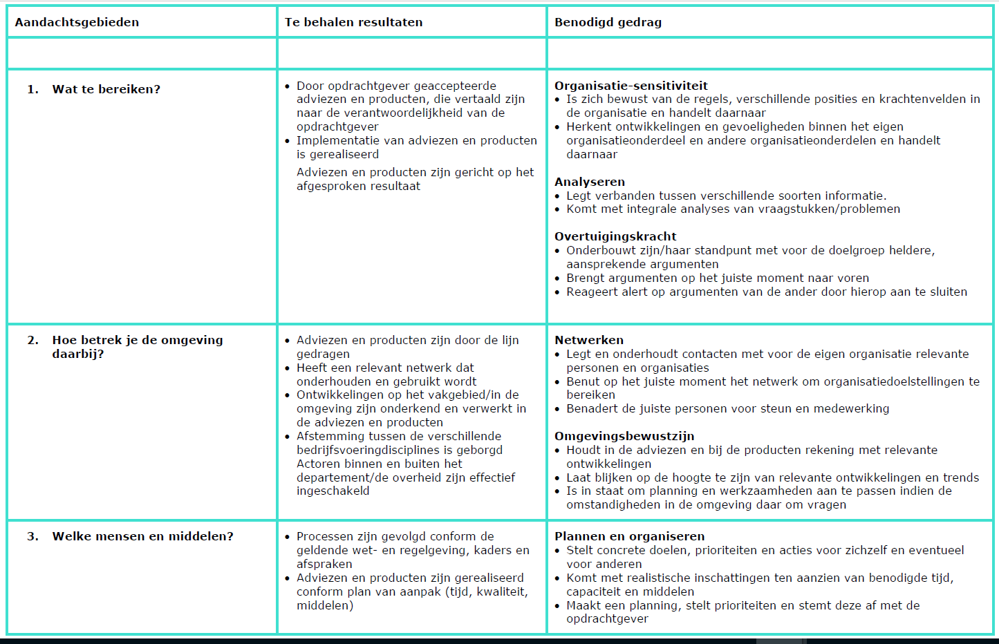 Aandachtsgebieden
Te behalen resultaten
Benodigd gedrag
1. Wat te bereiken?
• Door opdrachtgever geaccepteerde
adviezen en producten, die vertaald zijn
naar de verantwoordelijkheid van de
opdrachtgever
• Implementatie van adviezen en producten
is gerealiseerd
Adviezen en producten zijn gericht op het
afgesproken resultaat
Organisatie-sensitiviteit
• Is zich bewust van de regels, verschillende posities en krachtenvelden in
de organisatie en handelt daarnaar
• Herkent ontwikkelingen en gevoeligheden binnen het eigen
organisatieonderdeel en andere organisatieonderdelen en handelt
daarnaar
Analyseren
• Legt verbanden tussen verschillende soorten informatie.
• Komt met integrale analyses van vraagstukken/problemen
Overtuigingskracht
• Onderbouwt zijn/haar standpunt met voor de doelgroep heldere,
aansprekende argumenten
• Brengt argumenten op het juiste moment naar voren
• Reageert alert op argumenten van de ander door hierop aan te sluiten
2. Hoe betrek je de omgeving
daarbij?
• Adviezen en producten zijn door de lijn
gedragen
• Heeft een relevant netwerk dat
onderhouden en gebruikt wordt
• Ontwikkelingen op het vakgebied/in de
omgeving zijn onderkend en verwerkt in
de adviezen en producten
• Afstemming tussen de verschillende
bedrijfsvoeringdisciplines is geborgd
Actoren binnen en buiten het
departement/de overheid zijn effectief
ingeschakeld
Netwerken
• Legt en onderhoudt contacten met voor de eigen organisatie relevante
personen en organisaties
• Benut op het juiste moment het netwerk om organisatiedoelstellingen te
bereiken
• Benadert de juiste personen voor steun en medewerking
Omgevingsbewustzijn
• Houdt in de adviezen en bij de producten rekening met relevante
ontwikkelingen
• Laat blijken op de hoogte te zijn van relevante ontwikkelingen en trends
• Is in staat om planning en werkzaamheden aan te passen indien de
omstandigheden in de omgeving daar om vragen
3. Welke mensen en middelen?
• Processen zijn gevolgd conform de
geldende wet- en regelgeving, kaders en
afspraken
• Adviezen en producten zijn gerealiseerd
conform plan van aanpak (tijd, kwaliteit,
middelen)
Plannen en organiseren
• Stelt concrete doelen, prioriteiten en acties voor zichzelf en eventueel
voor anderen
• Komt met realistische inschattingen ten aanzien van benodigde tijd,
capaciteit en middelen
• Maakt een planning, stelt prioriteiten en stemt deze af met de
opdrachtgever